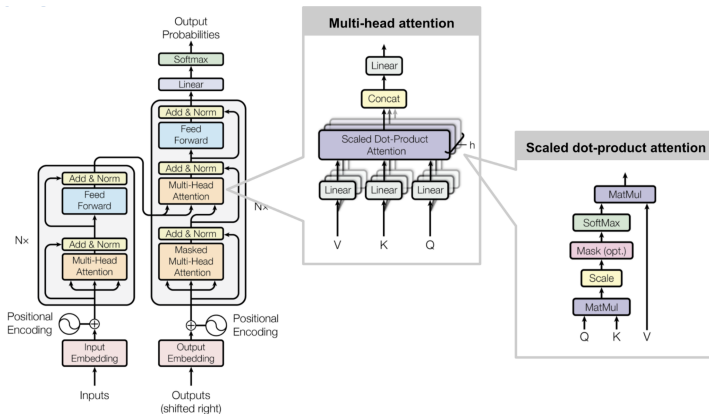 Output
Probabilities
Softmax
Linear
Add & Norm
Feed
Forward
Add & Norm
Multi-Head
Attention
Add & Norm
Masked
Multi-Head
Attention
Nx
Positional
Encoding
Output
Embedding
Outputs
(shifted right)
Add & Norm
Feed
Forward
Add & Norm
Multi-Head
Attention
Nx
Positional
Encoding
Input
Embedding
Inputs
Multi-head attention
Linear
Concat
Scaled Dot-Product
Attention
h
Linear
Linear
Linear
V
K
Q
Scaled dot-product attention
MatMul
SoftMax
Mask (opt.)
Scale
MatMul
Q
K
V